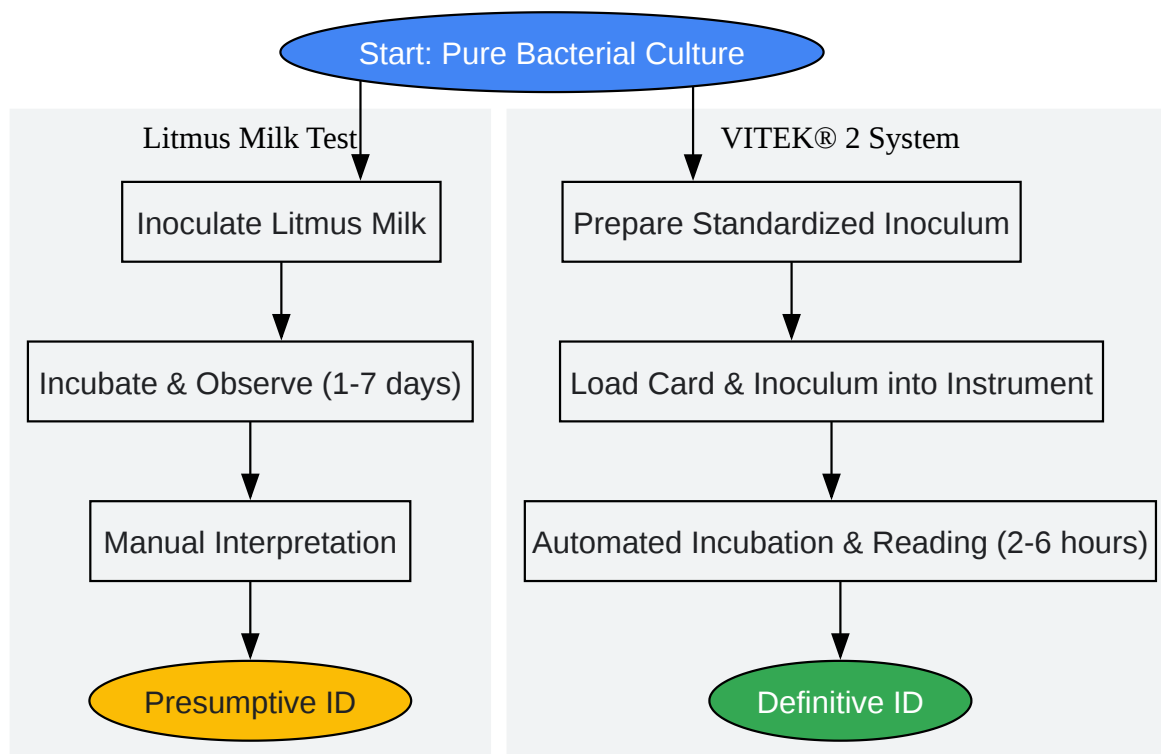 Start: Pure Bacterial Culture
Litmus Milk Test
Inoculate Litmus Milk
Incubate & Observe (1-7 days)
Manual Interpretation
Presumptive ID
VITEK® 2 System
Prepare Standardized Inoculum
Load Card & Inoculum into Instrument
Automated Incubation & Reading (2-6 hours)
Definitive ID